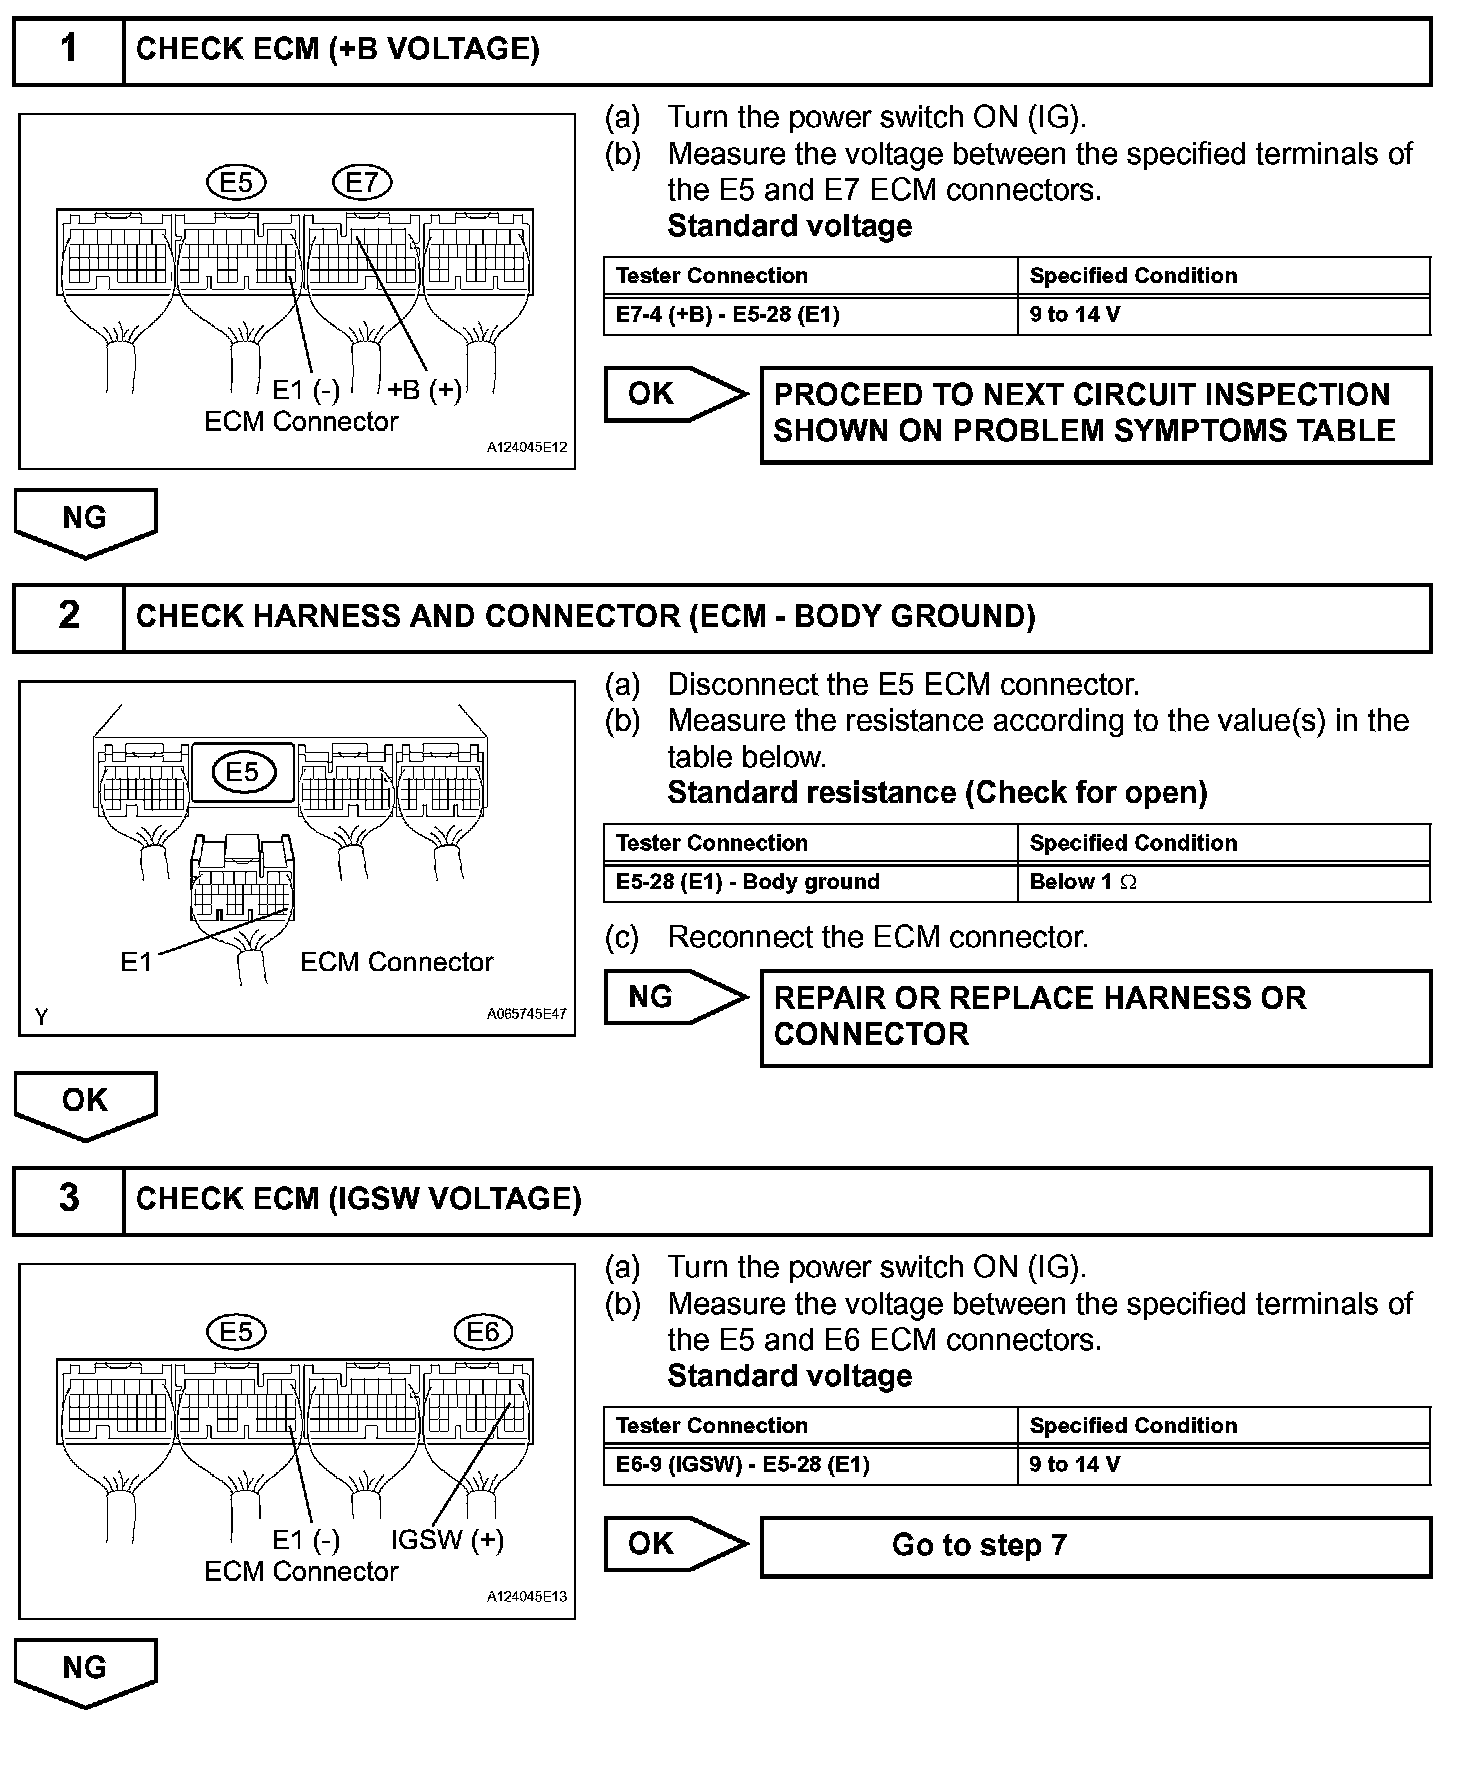 1
CHECK ECM (+B VOLTAGE)
E5
E7
E1 (-)
+B (+)
ECM Connector
A124045E12
(a) Turn the power switch ON (IG).
(b) Measure the voltage between the specified terminals of
the E5 and E7 ECM connectors.
Standard voltage
Tester Connection
Specified Condition
E7-4 (+B) - E5-28 (E1)
9 to 14 V
OK
PROCEED TO NEXT CIRCUIT INSPECTION
SHOWN ON PROBLEM SYMPTOMS TABLE
NG
2
CHECK HARNESS AND CONNECTOR (ECM - BODY GROUND)
E5
E1
ECM Connector
Y
A065745E47
(a) Disconnect the E5 ECM connector.
(b) Measure the resistance according to the value(s) in the
table below.
Standard resistance (Check for open)
Tester Connection
Specified Condition
E5-28 (E1) - Body ground
Below 1 Ω
(c) Reconnect the ECM connector.
NG
REPAIR OR REPLACE HARNESS OR
CONNECTOR
OK
3
CHECK ECM (IGSW VOLTAGE)
E5
E6
E1 (-)
IGSW (+)
ECM Connector
A124045E13
(a) Turn the power switch ON (IG).
(b) Measure the voltage between the specified terminals of
the E5 and E6 ECM connectors.
Standard voltage
Tester Connection
Specified Condition
E6-9 (IGSW) - E5-28 (E1)
9 to 14 V
OK
Go to step 7
NG